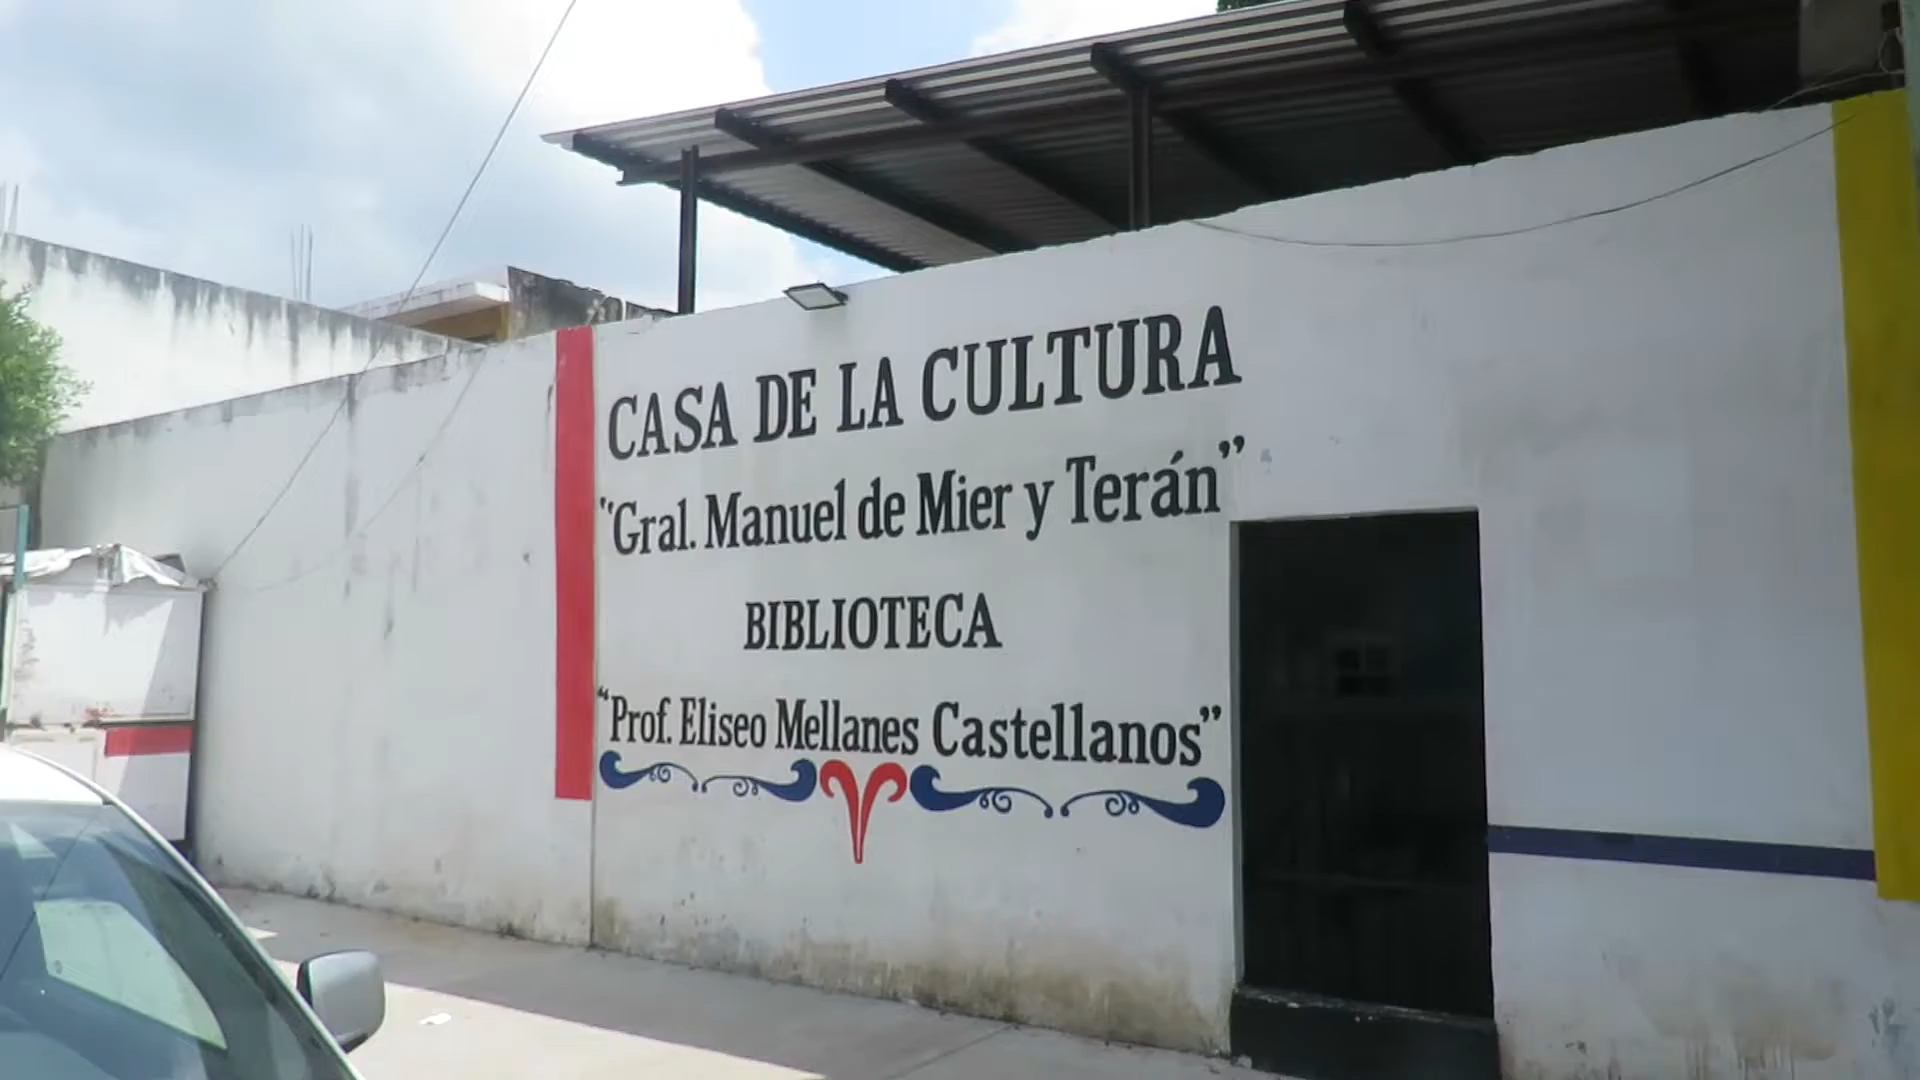 CASA DE LA CULTURA
"Gral. Manuel de Mier y Terán"
BIBLIOTECA
"Prof. Eliseo Mellanes Castellanos"